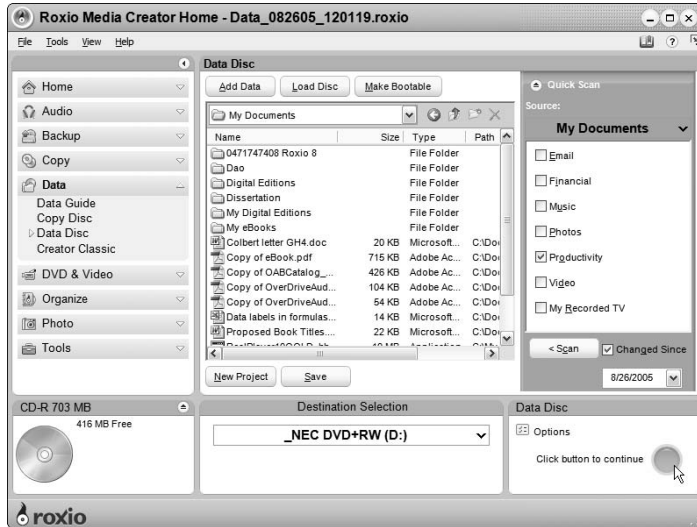 Roxio Media Creator Home - Data_082605_120119.roxio
File Tools View Help
Home
Audio
Backup
Copy
Data
Data Guide
Copy Disc
Data Disc
Creator Classic
DVD & Video
Organize
Photo
Tools
Data Disc
Add Data Load Disc Make Bootable
My Documents
Name Size Type Path
0471747408 Roxio 8 File Folder
Dao File Folder
Digital Editions File Folder
Dissertation File Folder
My Digital Editions File Folder
My eBooks File Folder
Colbert letter GH4.doc 20 KB Microsoft... C:\Doc
Copy of eBook.pdf 715 KB Adobe Ac... C:\Doc
Copy of OABCatalog_... 426 KB Adobe Ac... C:\Doc
Copy of OverDriveAud... 104 KB Adobe Ac... C:\Doc
Copy of OverDriveAud... 54 KB Adobe Ac... C:\Doc
Data labels in formulas... 14 KB Microsoft... C:\Doc
Proposed Book Titles.... 22 KB Microsoft... C:\Doc
New Project Save
Quick Scan
Source:
My Documents
Email
Financial
Music
Photos
Productivity
Video
My Recorded TV
< Scan Changed Since
8/26/2005
CD-R 703 MB
416 MB Free
Destination Selection
_NEC DVD+RW (D:)
Data Disc
Options
Click button to continue
roxio